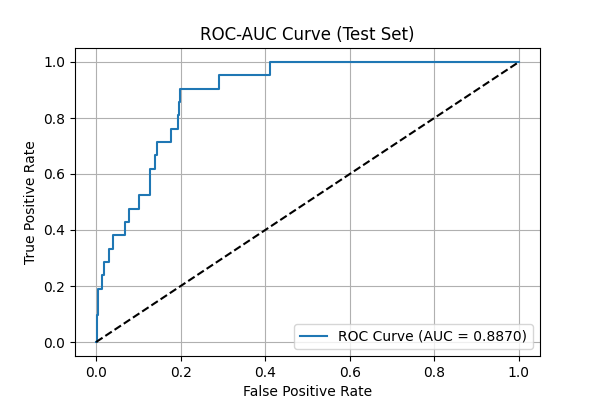 ROC-AUC Curve (Test Set)
True Positive Rate
1.0
0.8
0.6
0.4
0.2
0.0
ROC Curve (AUC = 0.8870)
0.0 0.2 0.4 0.6 0.8 1.0
False Positive Rate